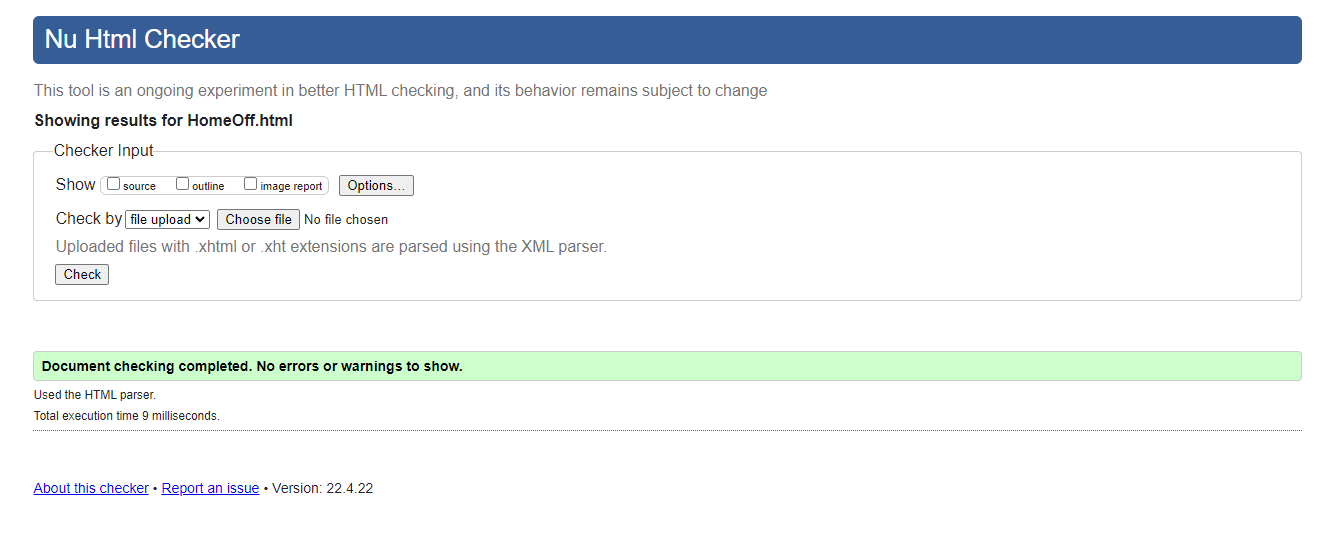 Nu Html Checker
This tool is an ongoing experiment in better HTML checking, and its behavior remains subject to change
Showing results for HomeOff.html
Checker Input
Show source outline image report Options...
Check by file upload Choose file No file chosen
Uploaded files with .xhtml or .xht extensions are parsed using the XML parser.
Check
Document checking completed. No errors or warnings to show.
Used the HTML parser.
Total execution time 9 milliseconds.
About this checker • Report an issue • Version: 22.4.22